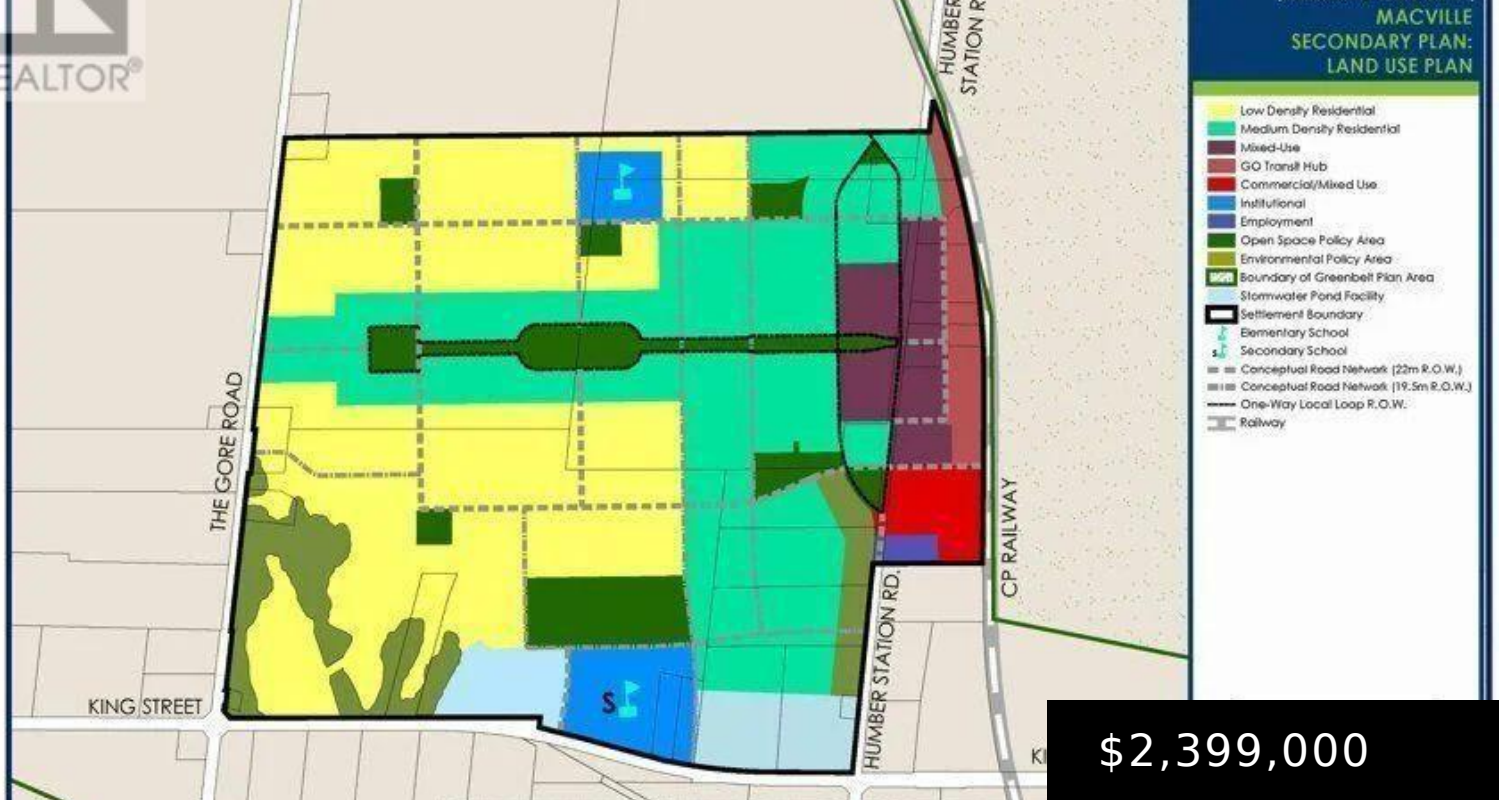 MACVILLE
SECONDARY PLAN:
LAND USE PLAN
EALTOR®
HUMBER
STATION R
Low Density Residential
Medium Density Residential
Mixed-Use
GO Transit Hub
Commercial/Mixed Use
Institutional
Employment
Open Space Policy Area
Environmental Policy Area
Boundary of Greenbelt Plan Area
Stormwater Pond Facility
Settlement Boundary
Elementary School
S
Secondary School
Conceptual Road Network (22m R.O.W.)
Conceptual Road Network (19.5m R.O.W.)
One-Way Local Loop R.O.W.
Railway
THE GORE ROAD
CP RAILWAY
HUMBER STATION RD.
KING STREET
S
KI
$2,399,000